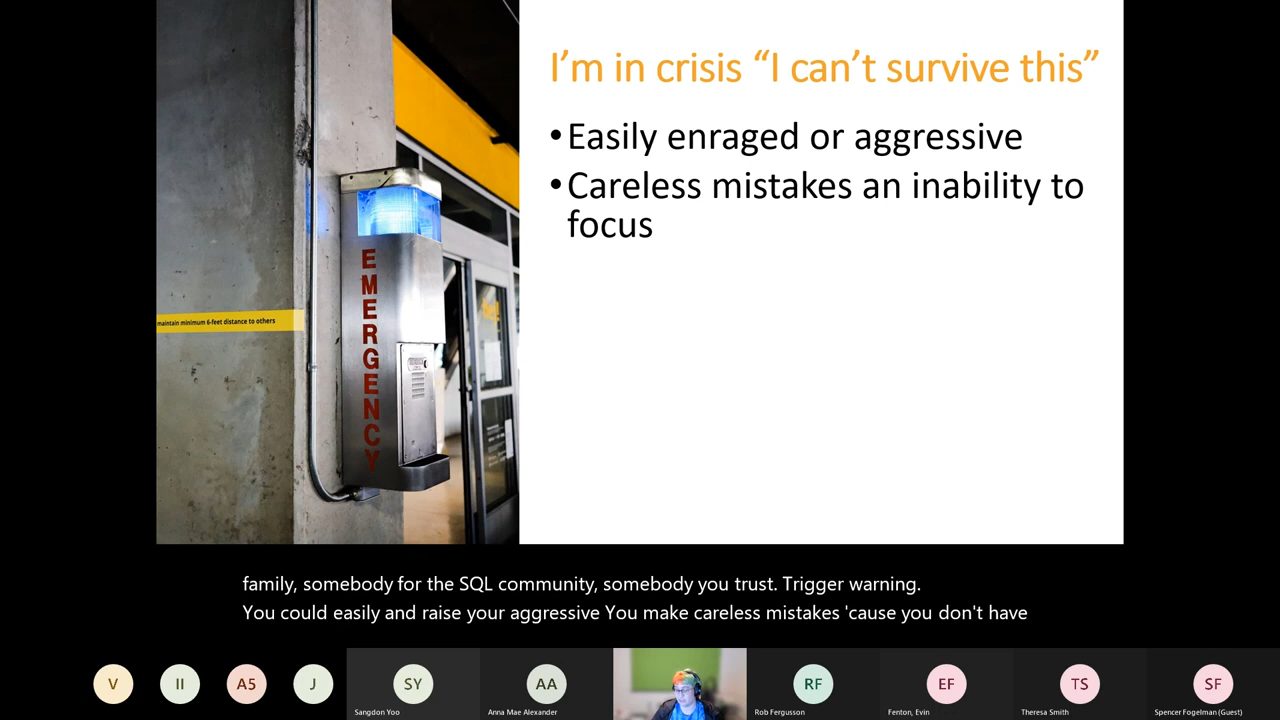 I'm in crisis “I can't survive this”
• Easily enraged or aggressive
• Careless mistakes an inability to
focus
EMERGENCY
maintain minimum 6-feet distance to others
family, somebody for the SQL community, somebody you trust. Trigger warning.
You could easily and raise your aggressive You make careless mistakes 'cause you don't have
V
II
A5
J
SY
AA
RF
EF
TS
SF
Sangdon Yoo
Anna Mae Alexander
Rob Fergusson
Fenton, Evin
Theresa Smith
Spencer Fogelman (Guest)